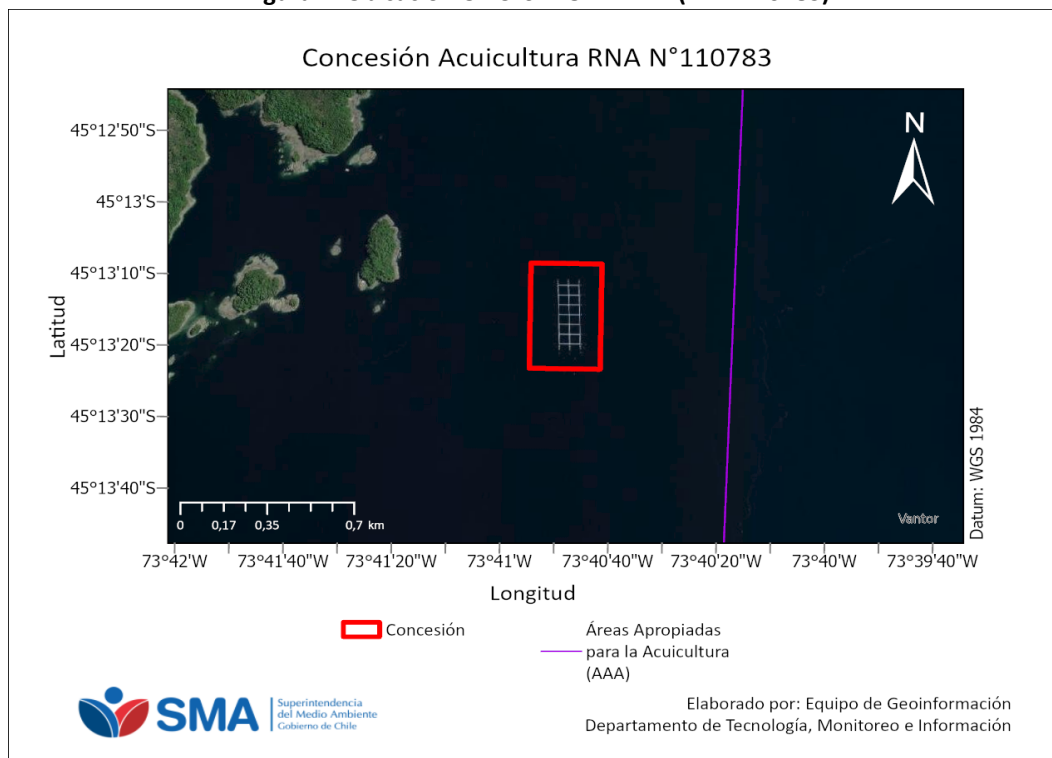 Concesión Acuicultura RNA N°110783
N
45°12'50"S
45°13'S
45°13'10"S
45°13'20"S
45°13'30"S
45°13'40"S
Latitud
Datum: WGS 1984
0 0,17 0,35 0,7 km
Vantor
73°42'W 73°41'40"W 73°41'20"W 73°41'W 73°40'40"W 73°40'20"W 73°40'W 73°39'40"W
Longitud
Concesión
Áreas Apropiadas
para la Acuicultura
(AAA)
SMA
Superintendencia
del Medio Ambiente
Gobierno de Chile
Elaborado por: Equipo de Geoinformación
Departamento de Tecnología, Monitoreo e Información